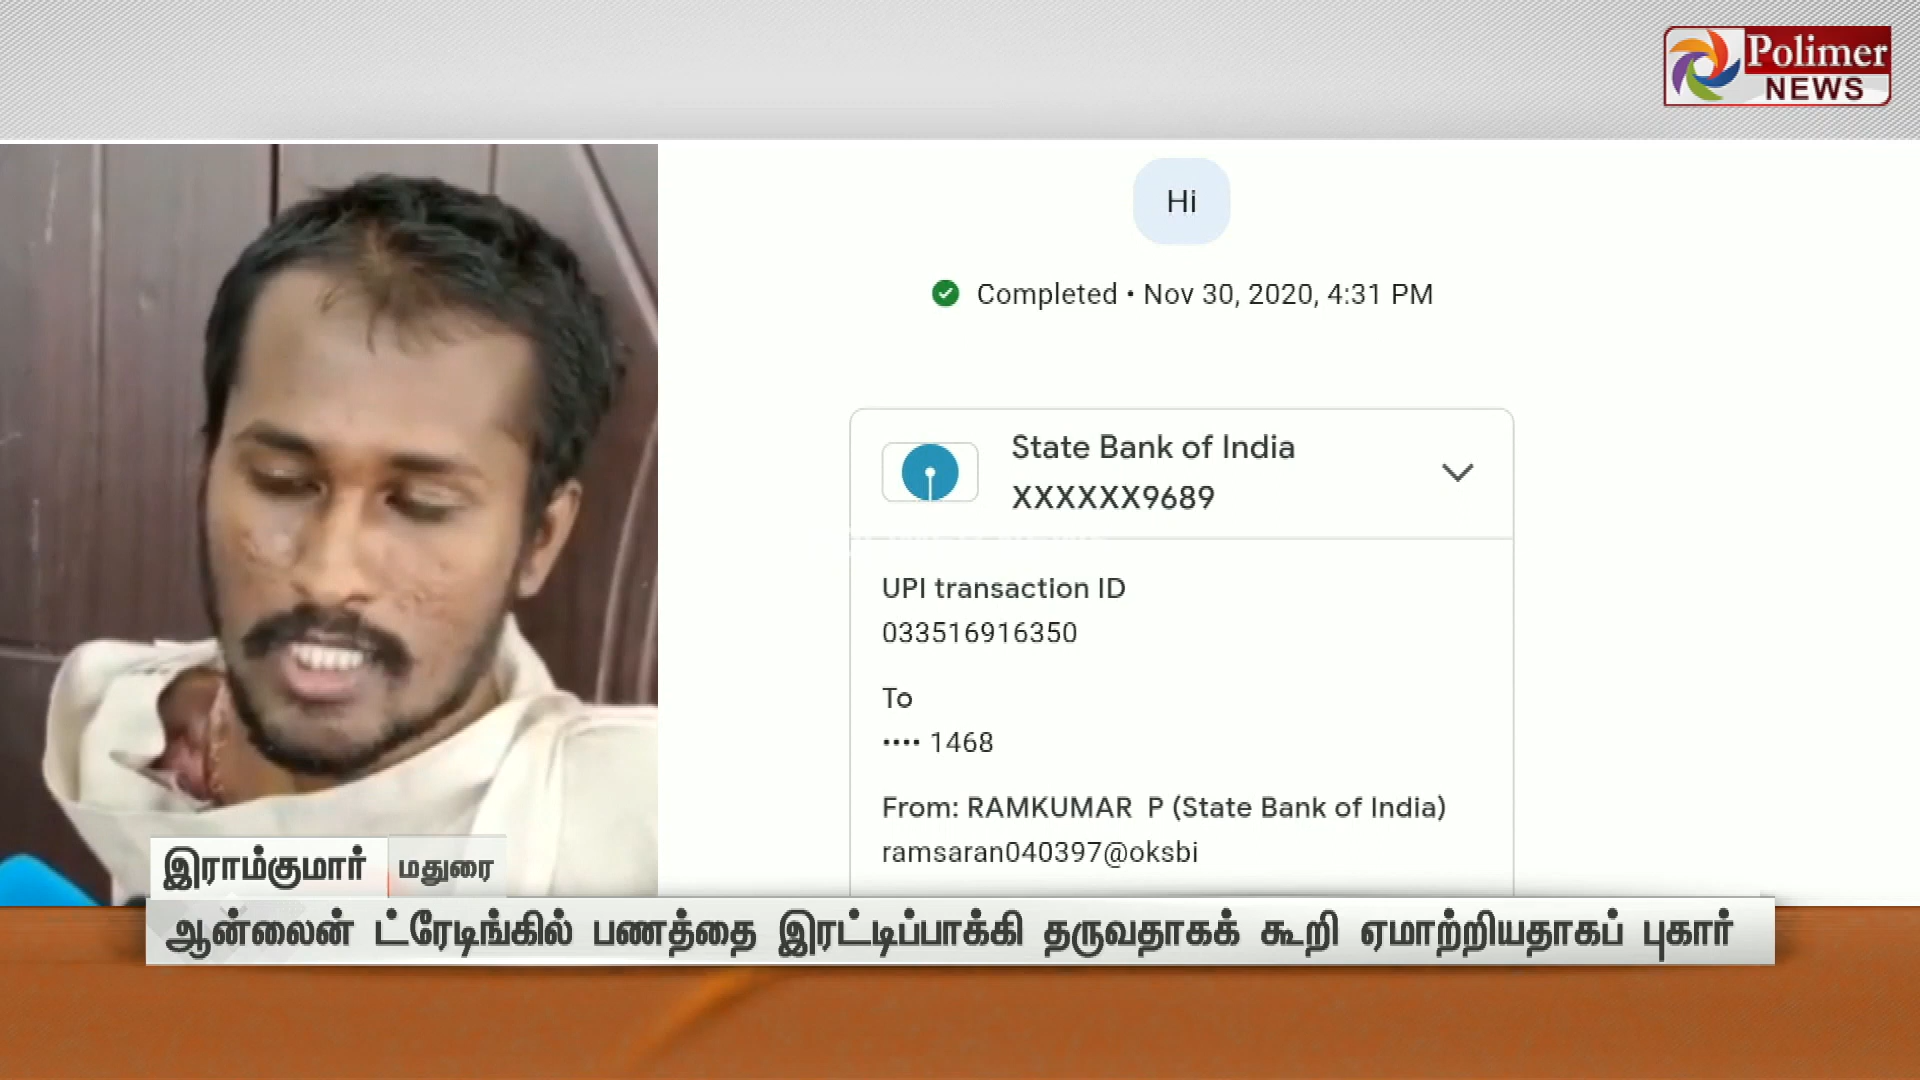 Polimer
NEWS
Hi
Completed • Nov 30, 2020, 4:31 PM
State Bank of India
XXXXXX9689
UPI transaction ID
033516916350
To
•••• 1468
From: RAMKUMAR P (State Bank of India)
ramsaran040397@oksbi
இராம்குமார் மதுரை
ஆன்லைன் ட்ரேடிங்கில் பணத்தை இரட்டிப்பாக்கி தருவதாகக் கூறி ஏமாற்றியதாகப் புகார்